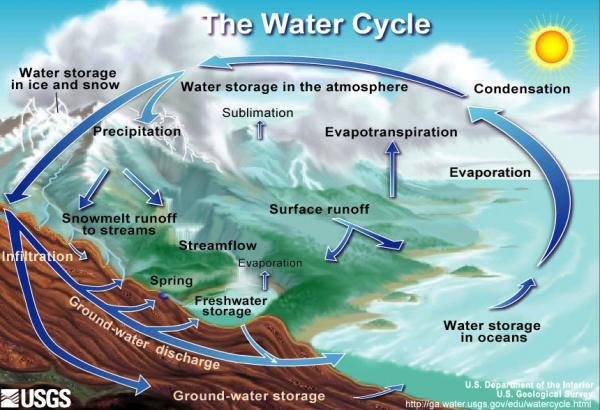 The Water Cycle
Water storage
in ice and snow
Water storage in the atmosphere
Condensation
Sublimation
Precipitation
Evapotranspiration
Evaporation
Snowmelt runoff
to streams
Surface runoff
Streamflow
Infiltration
Evaporation
Spring
Freshwater
storage
Ground-water discharge
Water storage
in oceans
Ground-water storage
USGS
U.S. Department of the Interior
U.S. Geological Survey
http://ga.water.usgs.gov/edu/watercycle.html